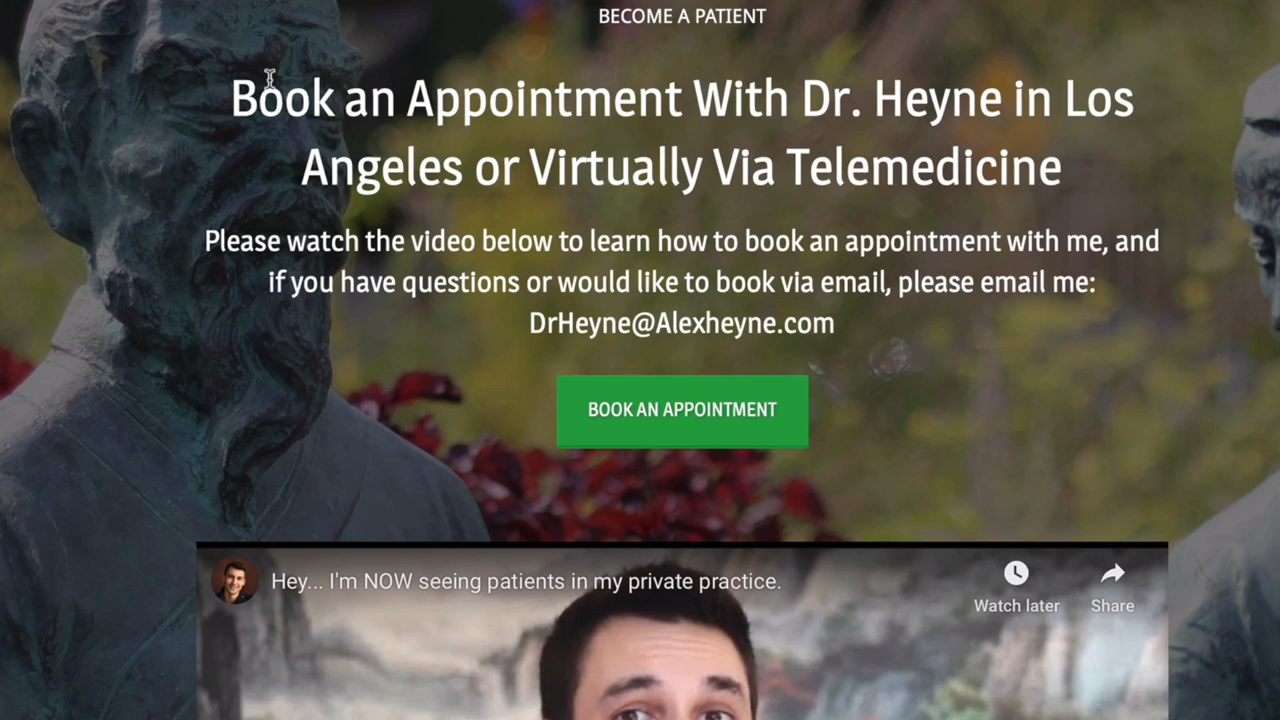 BECOME A PATIENT
Book an Appointment With Dr. Heyne in Los
Angeles or Virtually Via Telemedicine
Please watch the video below to learn how to book an appointment with me, and
if you have questions or would like to book via email, please email me:
DrHeyne@Alexheyne.com
BOOK AN APPOINTMENT
Hey... I'm NOW seeing patients in my private practice.
Watch later
Share